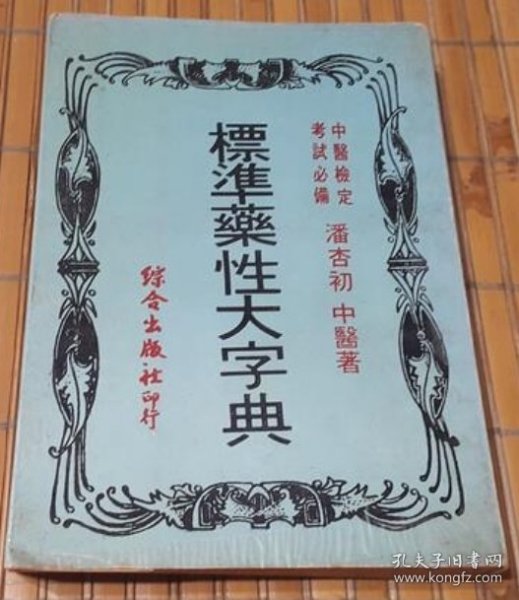 中醫檢定
考試必備
潘杏初 中醫著
標準藥性大字典
綜合出版社印行
孔夫子旧书网
www.kongfz.com